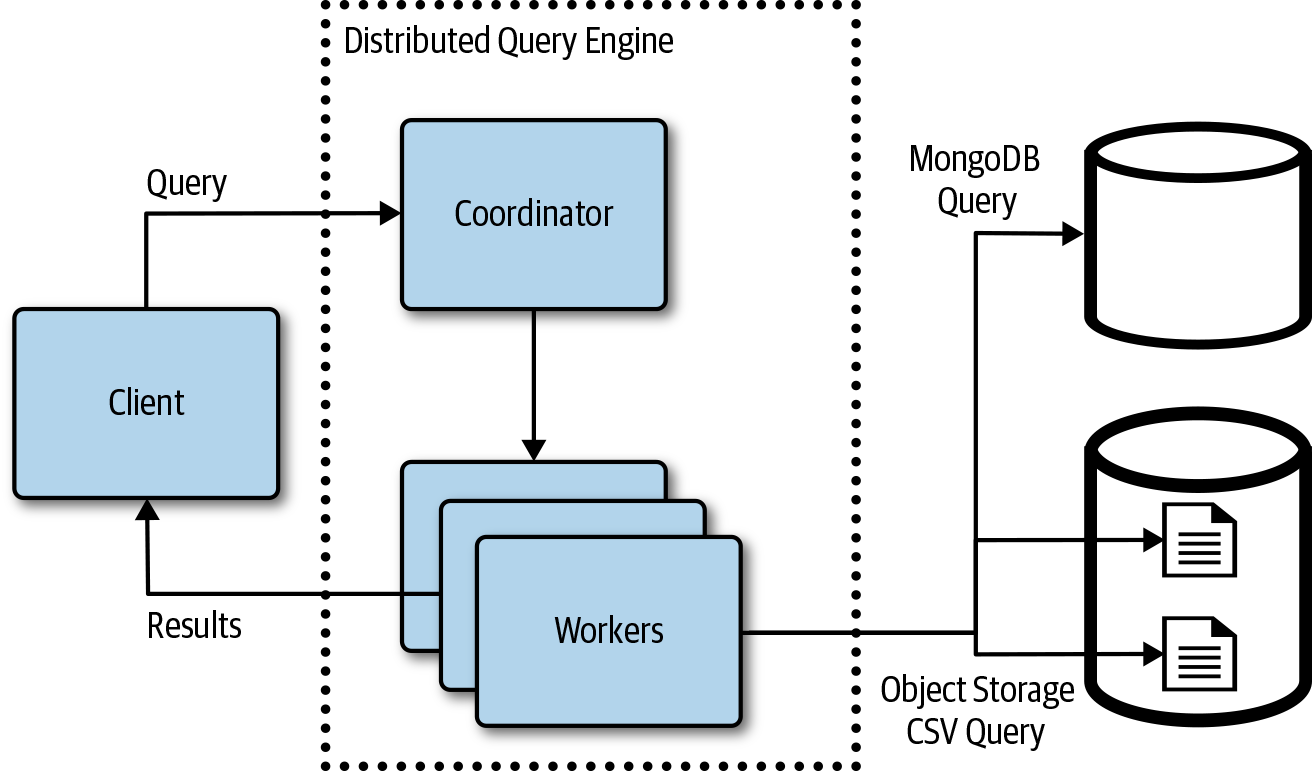 Distributed Query Engine
Query
Coordinator
MongoDB
Query
Client
Results
Workers
Object Storage
CSV Query